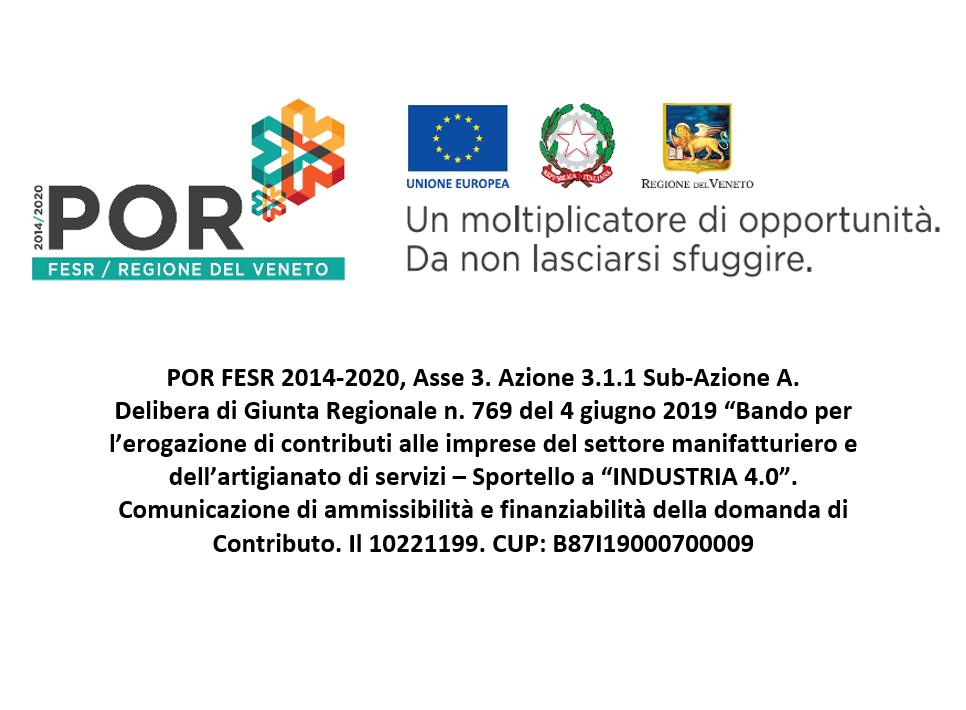 2014/2020
POR
FESR / REGIONE DEL VENETO
UNIONE EUROPEA
REPVBBLICA ITALIANA
REGIONE DEL VENETO
Un moltiplicatore di opportunità.
Da non lasciarsi sfuggire.
POR FESR 2014-2020, Asse 3. Azione 3.1.1 Sub-Azione A.
Delibera di Giunta Regionale n. 769 del 4 giugno 2019 “Bando per
l’erogazione di contributi alle imprese del settore manifatturiero e
dell’artigianato di servizi – Sportello a “INDUSTRIA 4.0”.
Comunicazione di ammissibilità e finanziabilità della domanda di
Contributo. Il 10221199. CUP: B87I19000700009